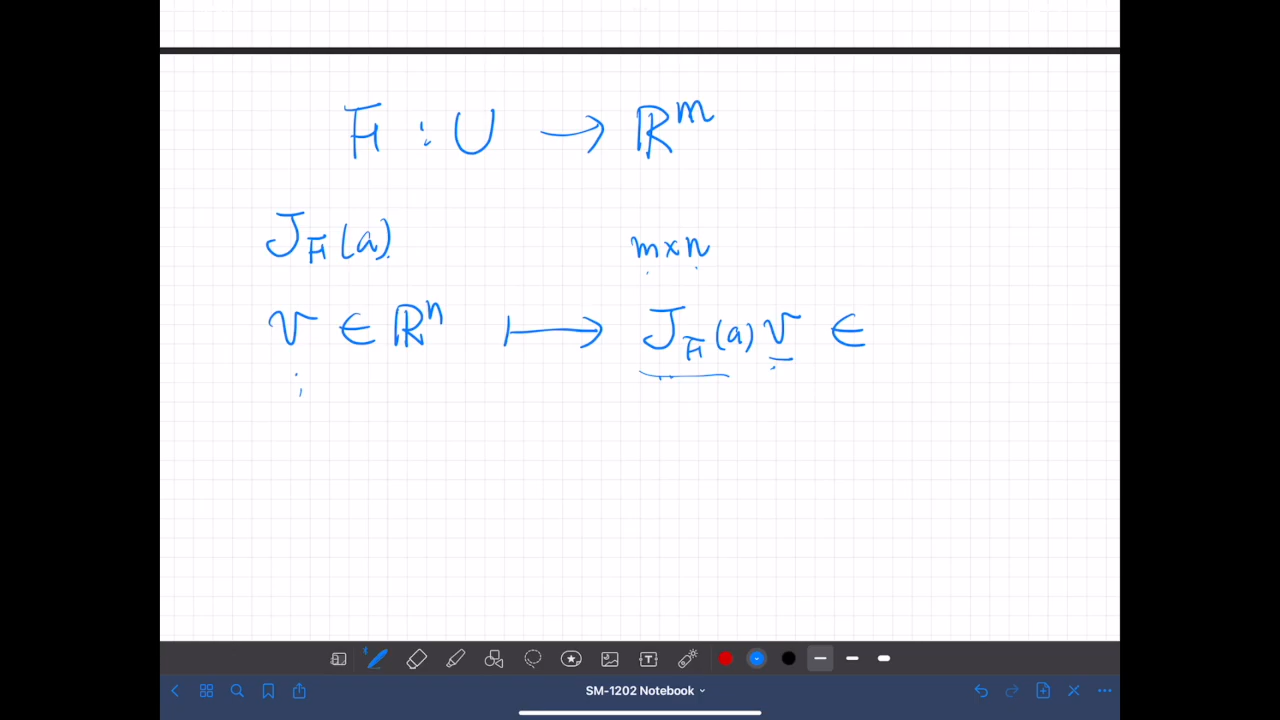 F : U → ℝᵐ
J_F(a) m×n
v ∈ ℝⁿ ⟼ J_F(a) v ∈
SM-1202 Notebook